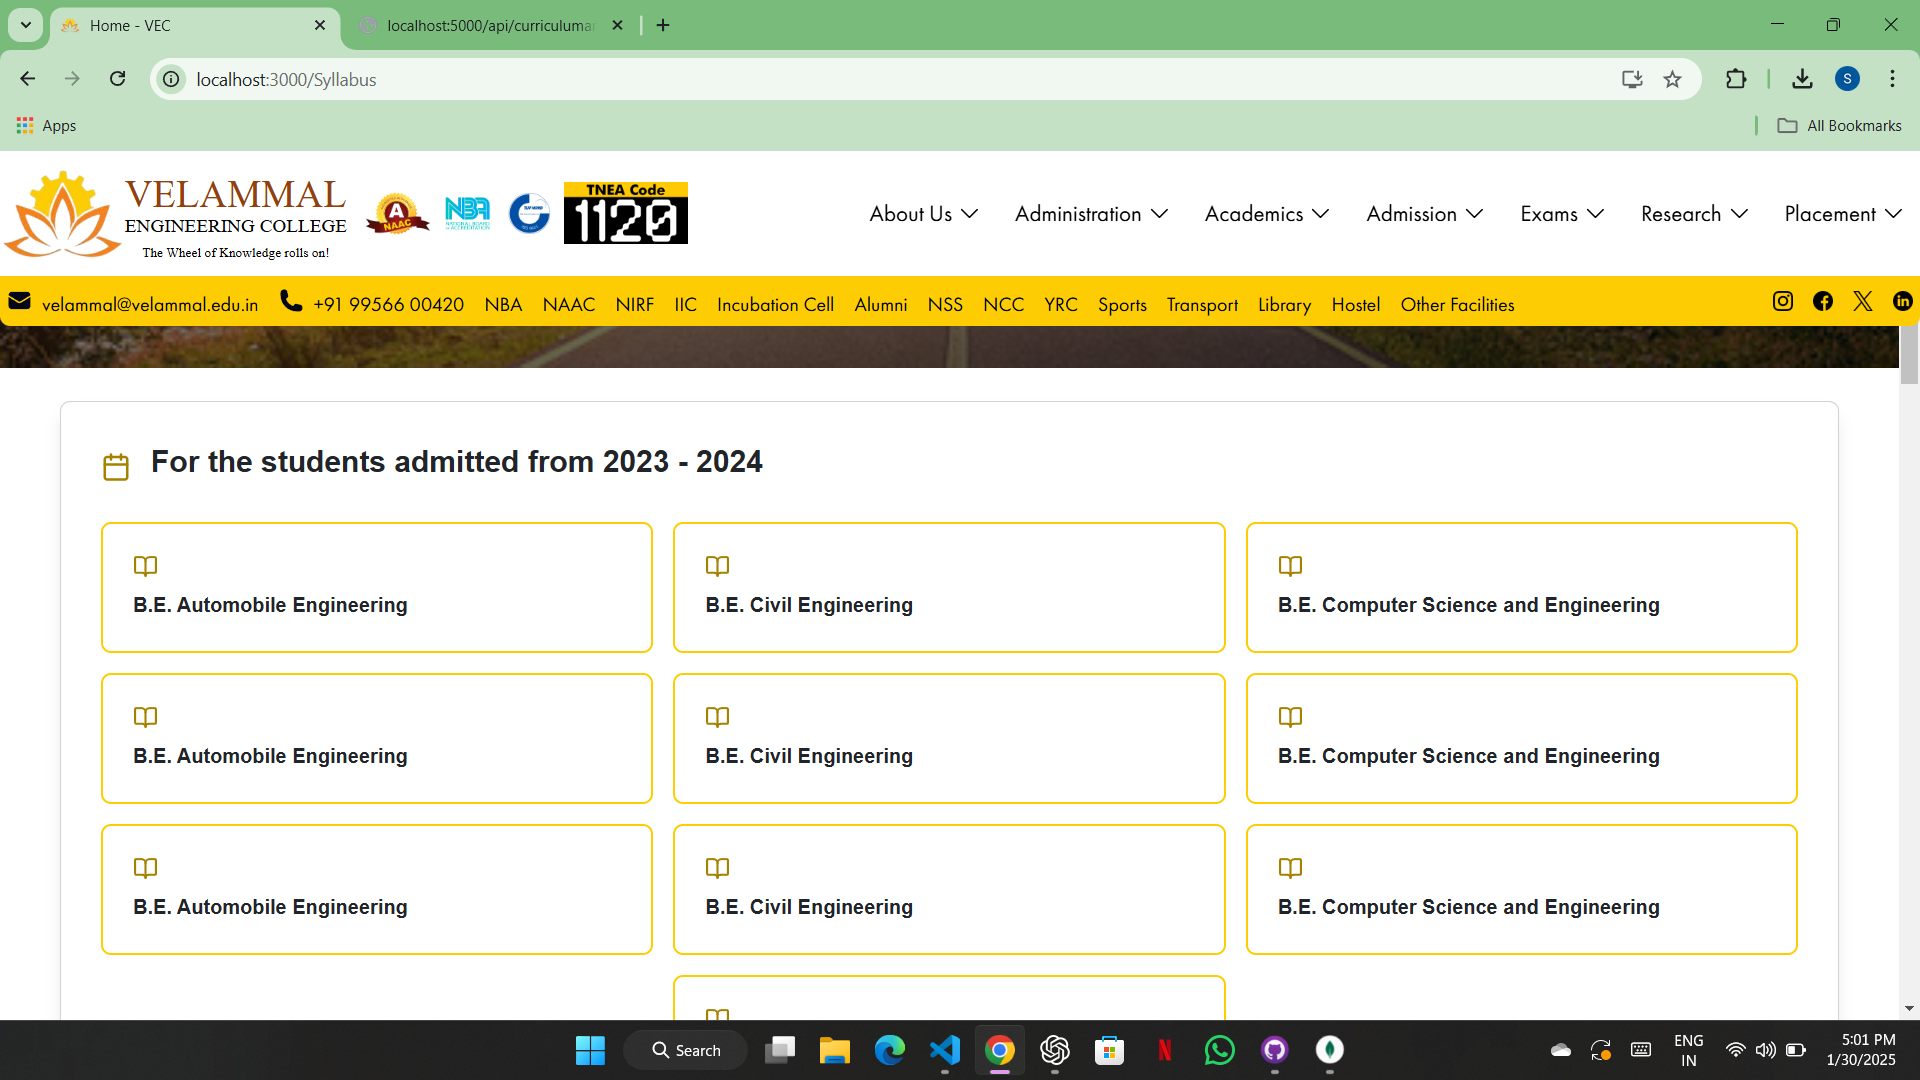 Home - VEC
localhost:5000/api/curriculuma
localhost:3000/Syllabus
Apps
All Bookmarks
VELAMMAL
ENGINEERING COLLEGE
The Wheel of Knowledge rolls on!
A
NAAC
NBA
TNEA Code
1120
About Us
Administration
Academics
Admission
Exams
Research
Placement
velammal@velammal.edu.in
+91 99566 00420
NBA
NAAC
NIRF
IIC
Incubation Cell
Alumni
NSS
NCC
YRC
Sports
Transport
Library
Hostel
Other Facilities
For the students admitted from 2023 - 2024
B.E. Automobile Engineering
B.E. Civil Engineering
B.E. Computer Science and Engineering
B.E. Automobile Engineering
B.E. Civil Engineering
B.E. Computer Science and Engineering
B.E. Automobile Engineering
B.E. Civil Engineering
B.E. Computer Science and Engineering
Search
ENG
IN
5:01 PM
1/30/2025
S